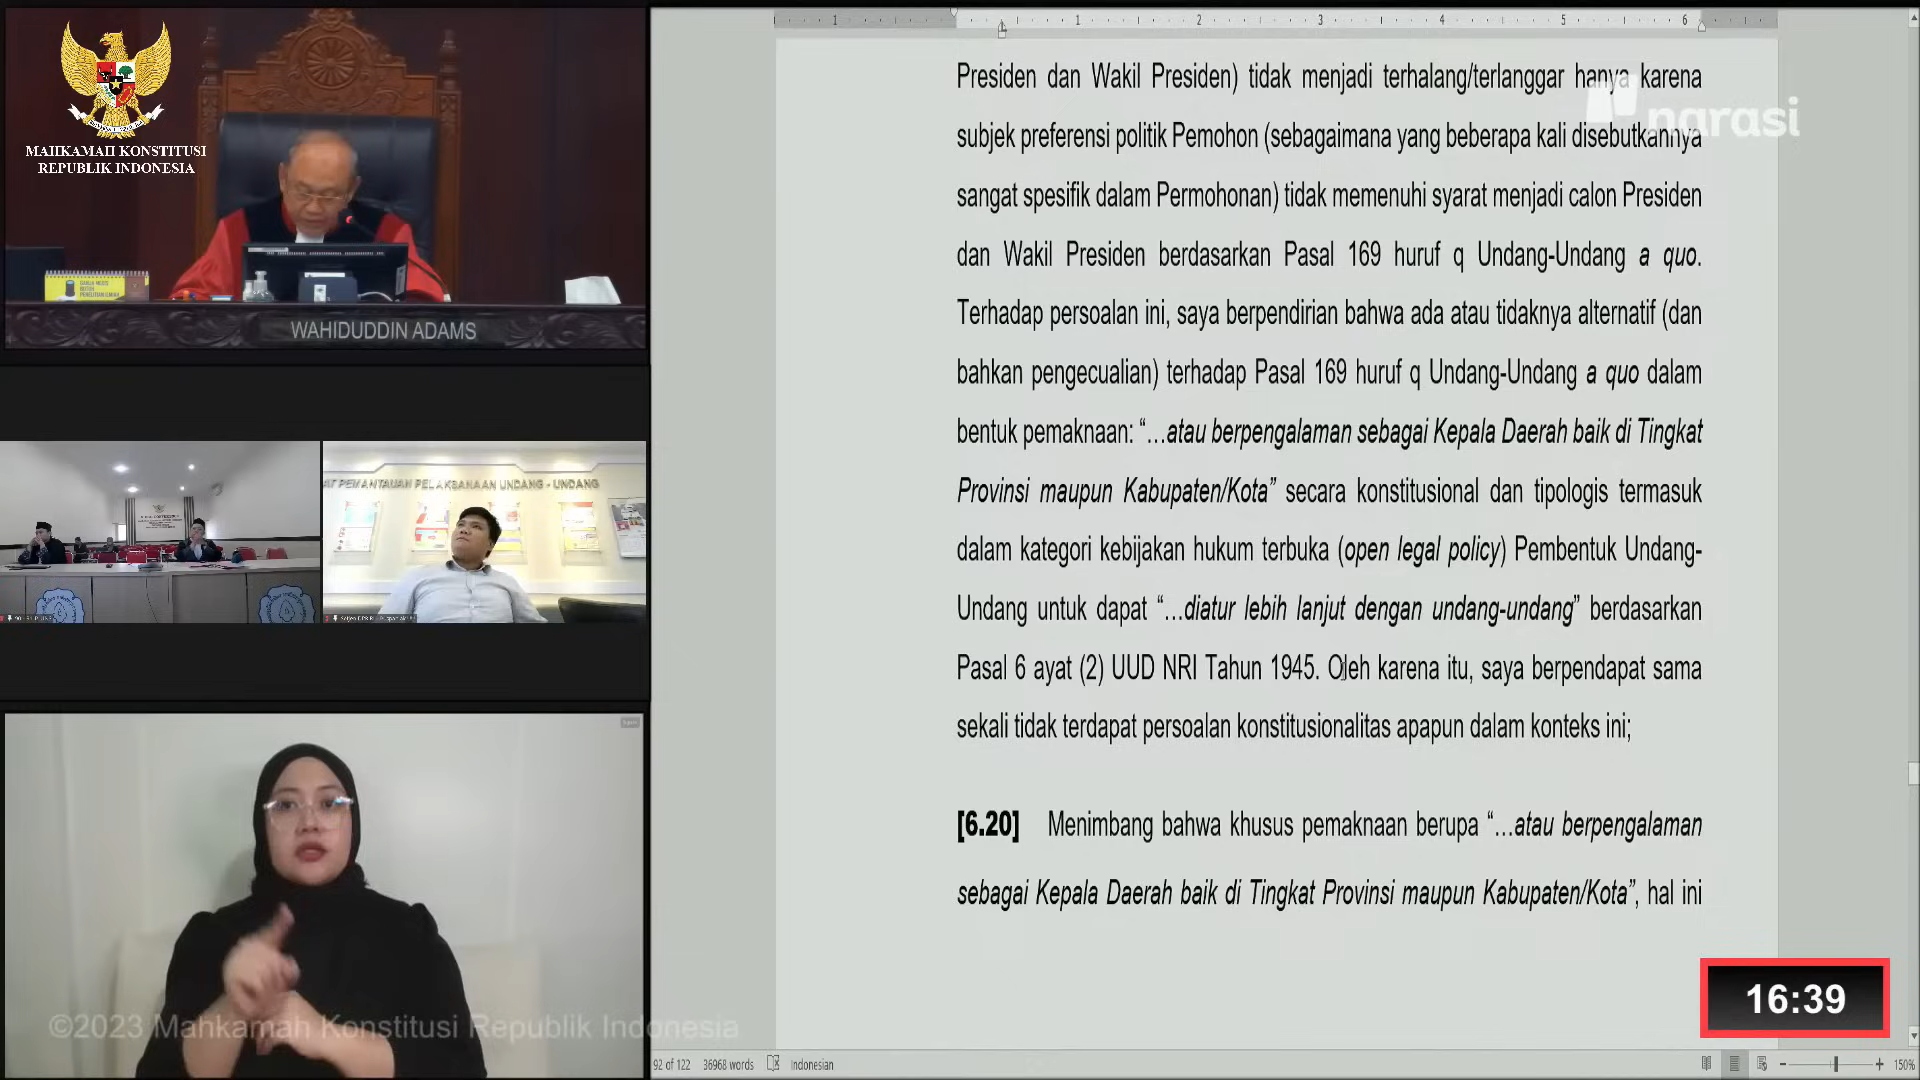 MAHKAMAH KONSTITUSI
REPUBLIK INDONESIA
WAHIDUDDIN ADAMS
PEMANTAUAN PELAKSANAAN UNDANG - UNDANG
©2023 Mahkamah Konstitusi Republik Indonesia
narasi
Presiden dan Wakil Presiden) tidak menjadi terhalang/terlanggar hanya karena
subjek preferensi politik Pemohon (sebagaimana yang beberapa kali disebutkannya
sangat spesifik dalam Permohonan) tidak memenuhi syarat menjadi calon Presiden
dan Wakil Presiden berdasarkan Pasal 169 huruf q Undang-Undang a quo.
Terhadap persoalan ini, saya berpendirian bahwa ada atau tidaknya alternatif (dan
bahkan pengecualian) terhadap Pasal 169 huruf q Undang-Undang a quo dalam
bentuk pemaknaan: “…atau berpengalaman sebagai Kepala Daerah baik di Tingkat
Provinsi maupun Kabupaten/Kota” secara konstitusional dan tipologis termasuk
dalam kategori kebijakan hukum terbuka (open legal policy) Pembentuk Undang-
Undang untuk dapat “…diatur lebih lanjut dengan undang-undang” berdasarkan
Pasal 6 ayat (2) UUD NRI Tahun 1945. Oleh karena itu, saya berpendapat sama
sekali tidak terdapat persoalan konstitusionalitas apapun dalam konteks ini;
[6.20] Menimbang bahwa khusus pemaknaan berupa “…atau berpengalaman
sebagai Kepala Daerah baik di Tingkat Provinsi maupun Kabupaten/Kota”, hal ini
16:39
92 of 122 36968 words Indonesian 150%